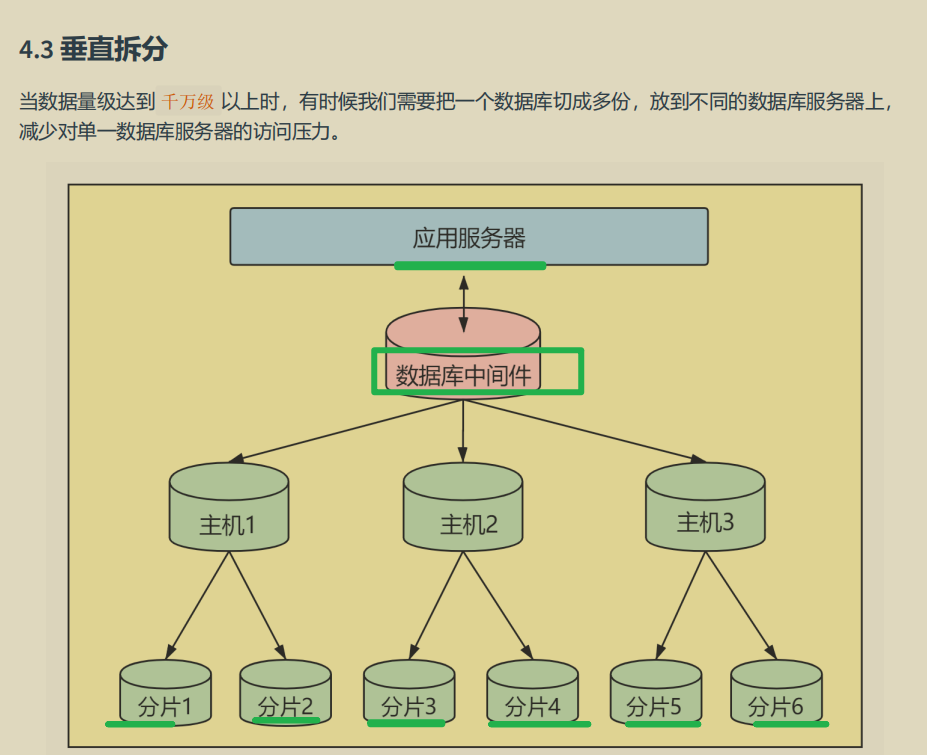 4.3 垂直拆分
当数据量级达到 千万级 以上时，有时候我们需要把一个数据库切成多份，放到不同的数据库服务器上，
减少对单一数据库服务器的访问压力。
应用服务器
数据库中间件
主机1
主机2
主机3
分片1
分片2
分片3
分片4
分片5
分片6